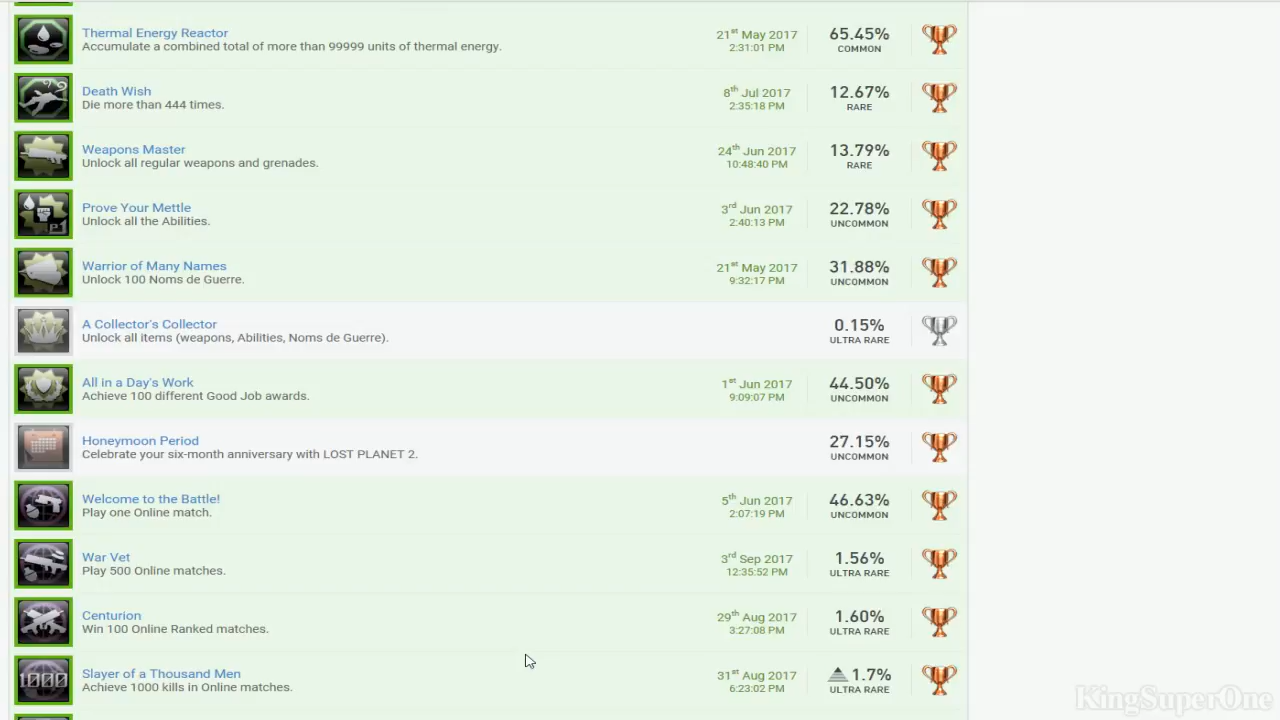 Thermal Energy Reactor
Accumulate a combined total of more than 99999 units of thermal energy.
21st May 2017
2:31:01 PM
65.45%
COMMON
Death Wish
Die more than 444 times.
8th Jul 2017
2:35:18 PM
12.67%
RARE
Weapons Master
Unlock all regular weapons and grenades.
24th Jun 2017
10:48:40 PM
13.79%
RARE
P1
Prove Your Mettle
Unlock all the Abilities.
3rd Jun 2017
2:40:13 PM
22.78%
UNCOMMON
Warrior of Many Names
Unlock 100 Noms de Guerre.
21st May 2017
9:32:17 PM
31.88%
UNCOMMON
A Collector's Collector
Unlock all items (weapons, Abilities, Noms de Guerre).
0.15%
ULTRA RARE
All in a Day's Work
Achieve 100 different Good Job awards.
1st Jun 2017
9:09:07 PM
44.50%
UNCOMMON
Honeymoon Period
Celebrate your six-month anniversary with LOST PLANET 2.
27.15%
UNCOMMON
Welcome to the Battle!
Play one Online match.
5th Jun 2017
2:07:19 PM
46.63%
UNCOMMON
War Vet
Play 500 Online matches.
3rd Sep 2017
12:35:52 PM
1.56%
ULTRA RARE
Centurion
Win 100 Online Ranked matches.
29th Aug 2017
3:27:08 PM
1.60%
ULTRA RARE
1000
Slayer of a Thousand Men
Achieve 1000 kills in Online matches.
31st Aug 2017
6:23:02 PM
1.7%
ULTRA RARE
KingSuperOne